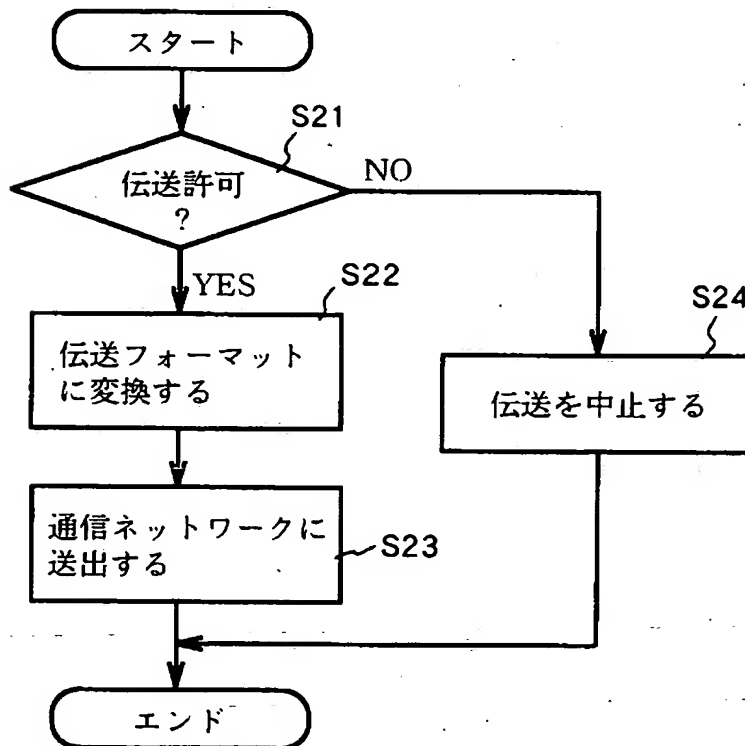 スタート
S21
伝送許可
?
NO
YES
S22
伝送フォーマット
に変換する
S24
伝送を中止する
通信ネットワークに
送出する
S23
エンド